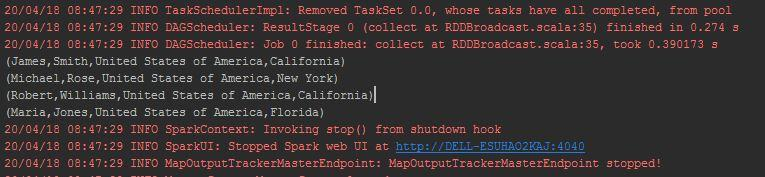 20/04/18 08:47:29 INFO TaskSchedulerImpl: Removed TaskSet 0.0, whose tasks have all completed, from pool
20/04/18 08:47:29 INFO DAGScheduler: ResultStage 0 (collect at RDDBroadcast.scala:35) finished in 0.274 s
20/04/18 08:47:29 INFO DAGScheduler: Job 0 finished: collect at RDDBroadcast.scala:35, took 0.390173 s
(James,Smith,United States of America,California)
(Michael,Rose,United States of America,New York)
(Robert,Williams,United States of America,California)
(Maria,Jones,United States of America,Florida)
20/04/18 08:47:29 INFO SparkContext: Invoking stop() from shutdown hook
20/04/18 08:47:29 INFO SparkUI: Stopped Spark web UI at http://DELL-ESUHAO2KAJ:4040
20/04/18 08:47:29 INFO MapOutputTrackerMasterEndpoint: MapOutputTrackerMasterEndpoint stopped!